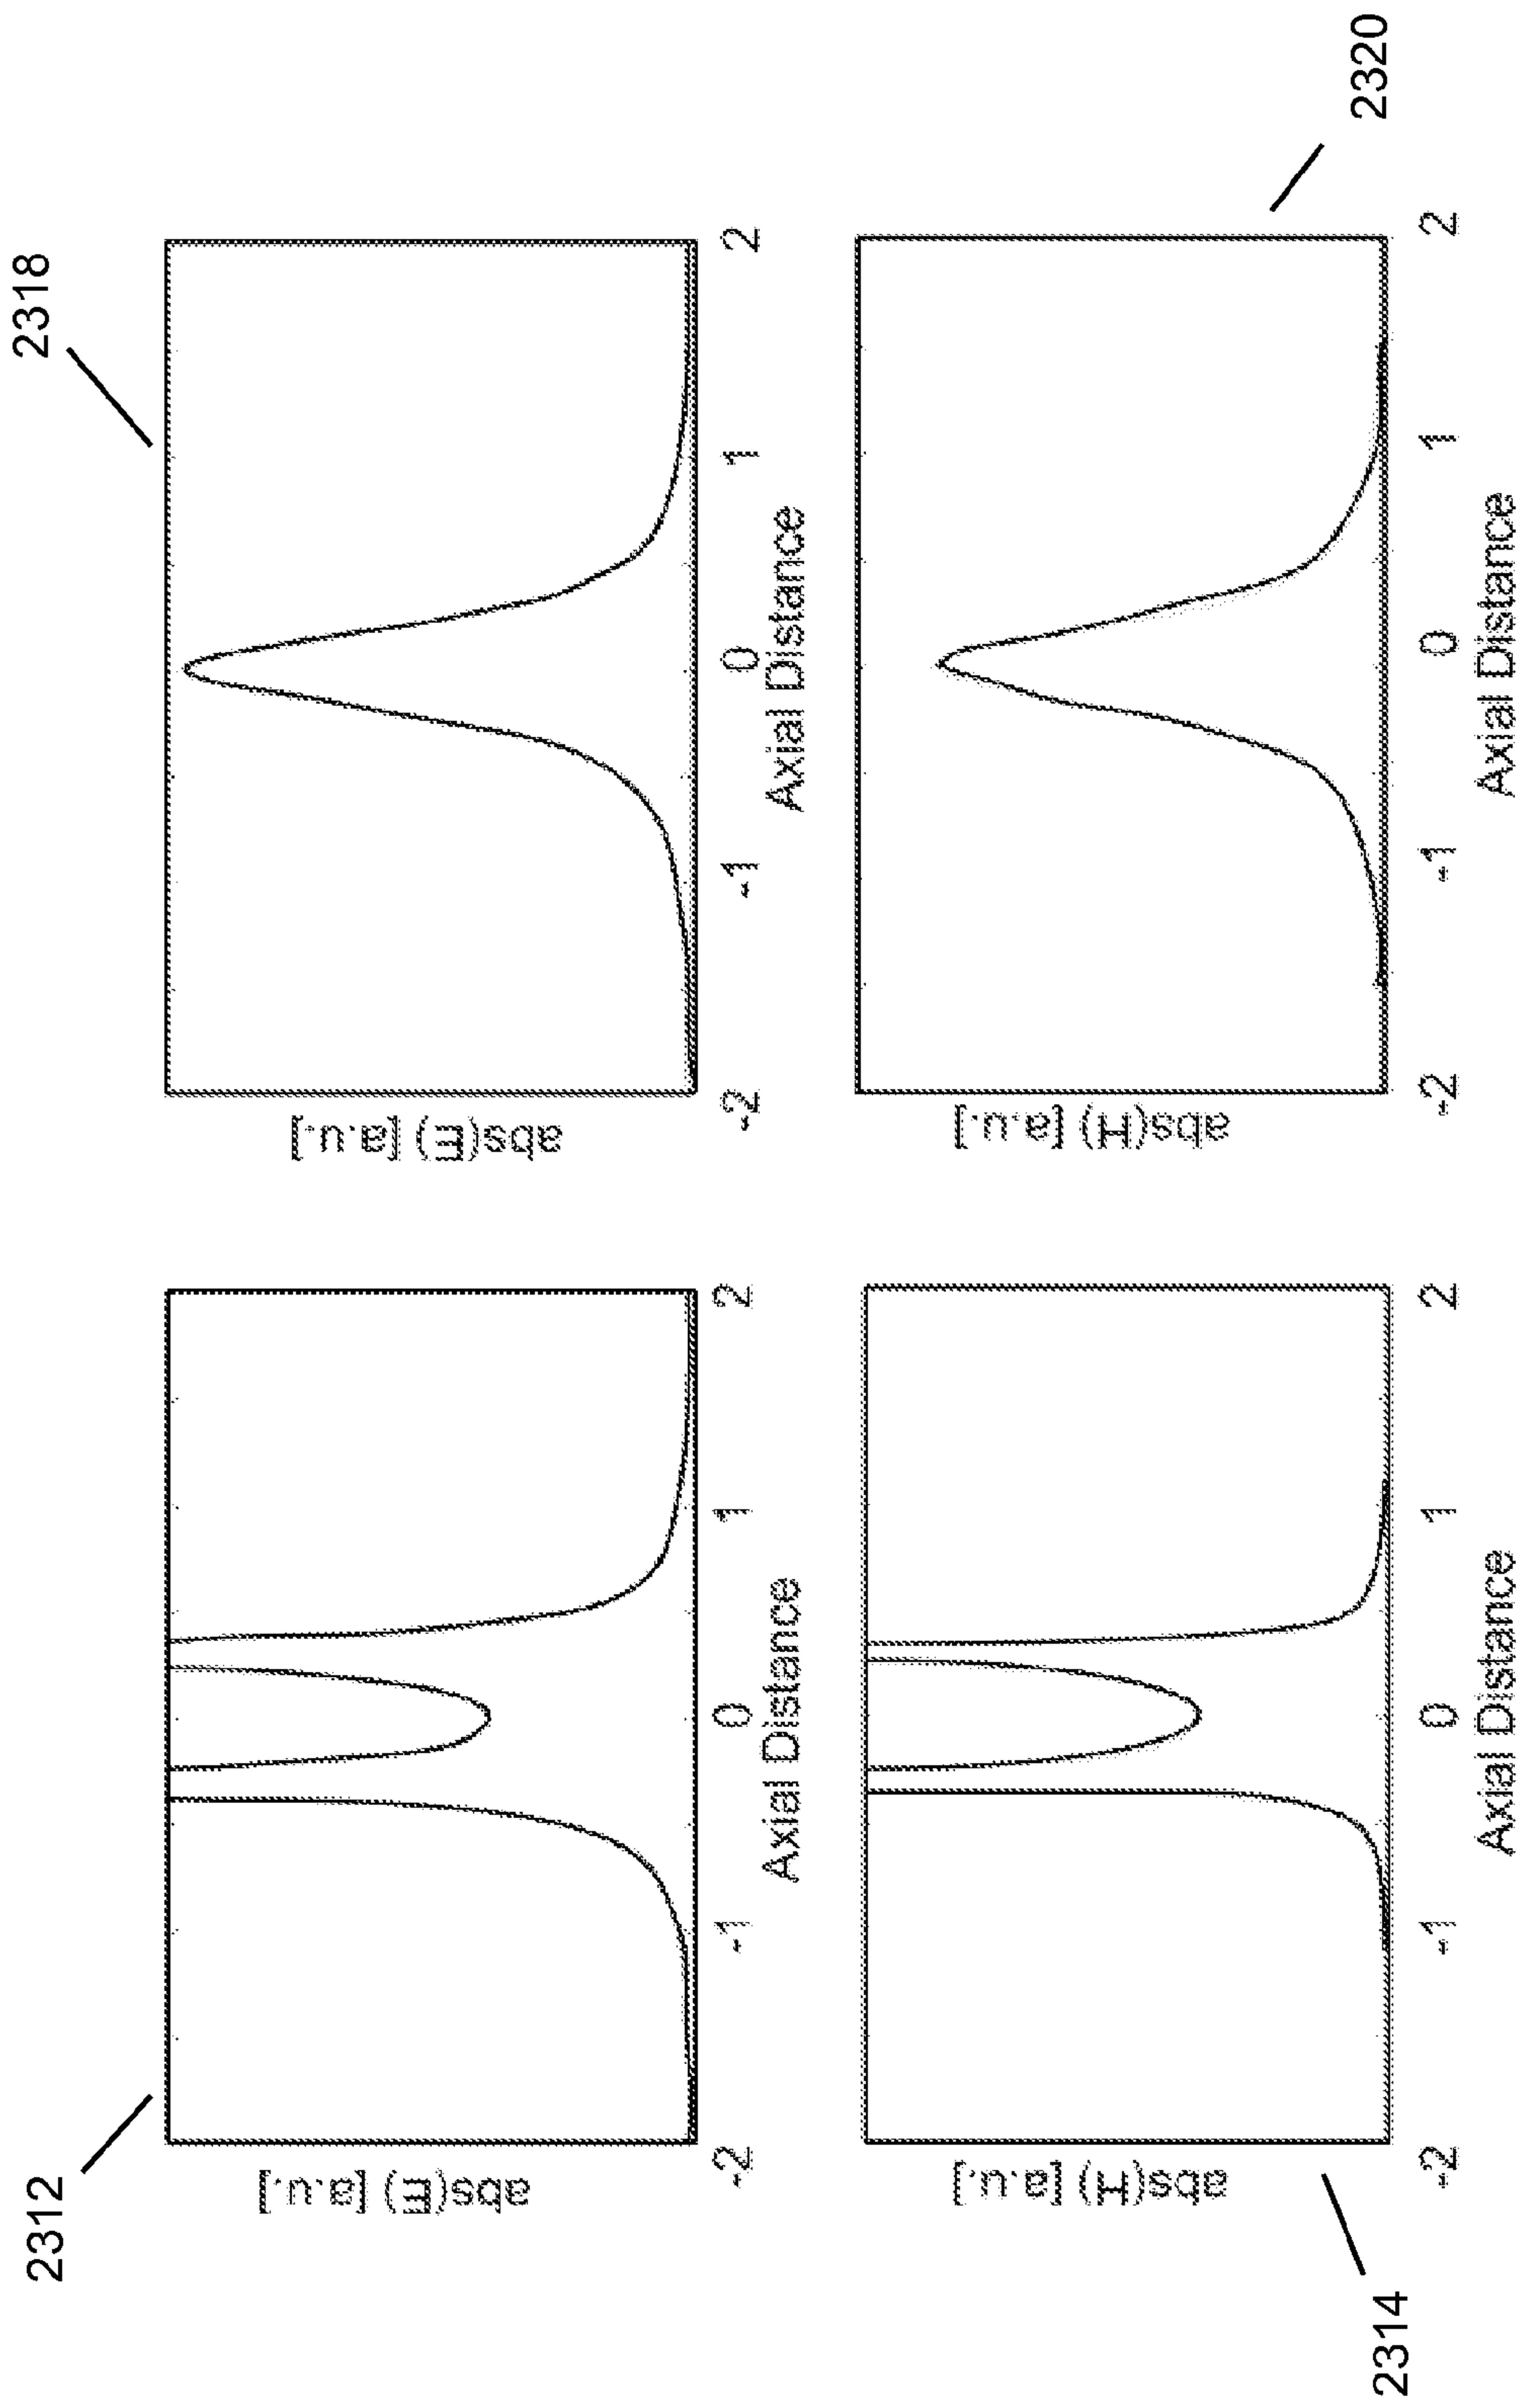 2312
abs(E) [a.u.]
-2 -1 0 1 2
Axial Distance
2318
abs(E) [a.u.]
-2 -1 0 1 2
Axial Distance
2314
abs(H) [a.u.]
-2 -1 0 1 2
Axial Distance
2320
abs(H) [a.u.]
-2 -1 0 1 2
Axial Distance